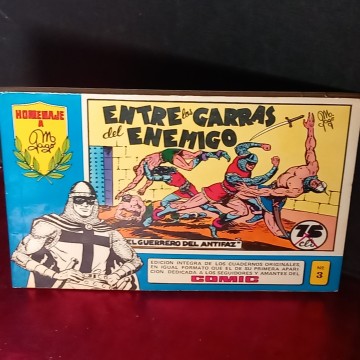 HOMENAJE
A
M Gago
ENTRE las GARRAS
del ENEMIGO
75
cts
"EL GUERRERO DEL ANTIFAZ"
EDICION INTEGRA DE LOS CUADERNOS ORIGINALES,
EN IGUAL FORMATO QUE EL DE SU PRIMERA APARI-
CION. DEDICADA A LOS SEGUIDORES Y AMANTES DEL
COMIC
Nº
3